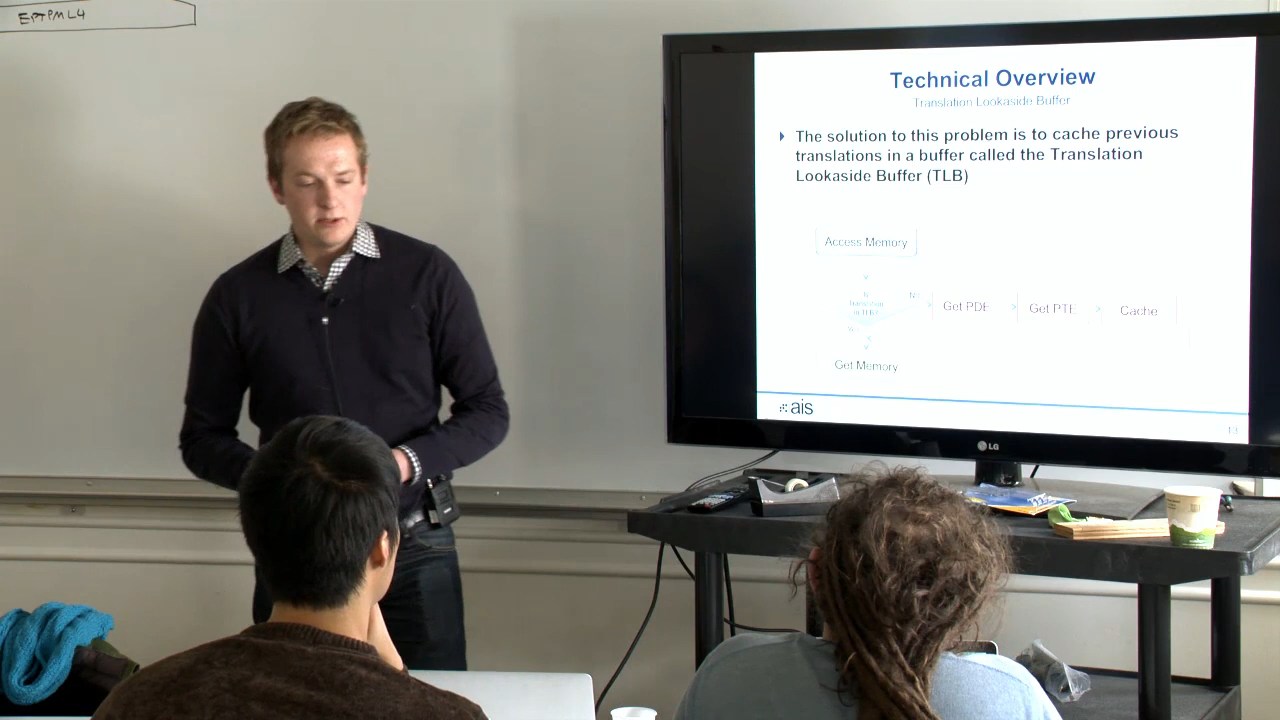 EPTPML4
Technical Overview
Translation Lookaside Buffer
The solution to this problem is to cache previous
translations in a buffer called the Translation
Lookaside Buffer (TLB)
Access Memory
Get PDE
Get PTE
Cache
Get Memory
ais
13
LG